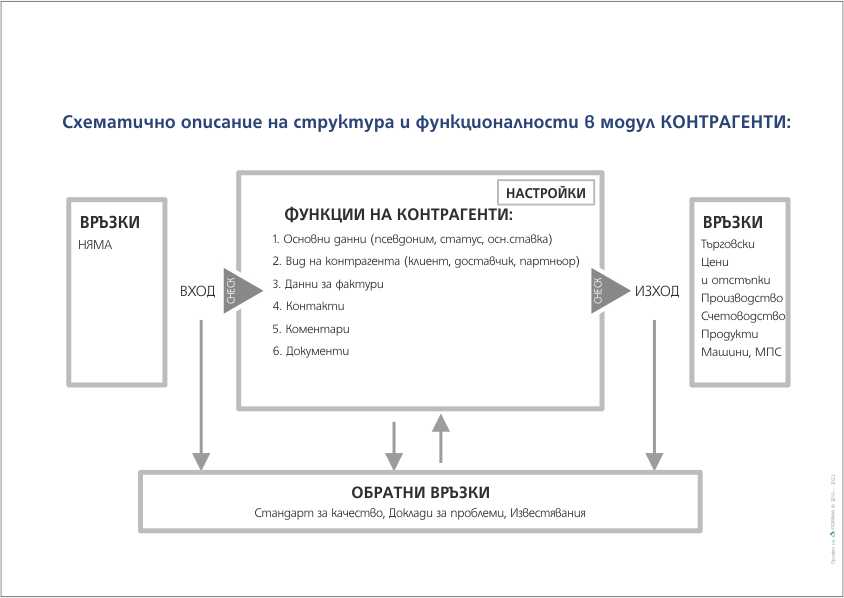 Схематично описание на структура и функционалности в модул КОНТРАГЕНТИ:
НАСТРОЙКИ
ВРЪЗКИ
НЯМА
ФУНКЦИИ НА КОНТРАГЕНТИ:
1. Основни данни (псевдоним, статус, осн.ставка)
2. Вид на контрагента (клиент, доставчик, партньор)
3. Данни за фактури
4. Контакти
5. Коментари
6. Документи
ВХОД
CHECK
CHECK
ИЗХОД
ВРЪЗКИ
Търговски
Цени
и отстъпки
Производство
Счетоводство
Продукти
Машини, МПС
ОБРАТНИ ВРЪЗКИ
Стандарт за качество, Доклади за проблеми, Известявания